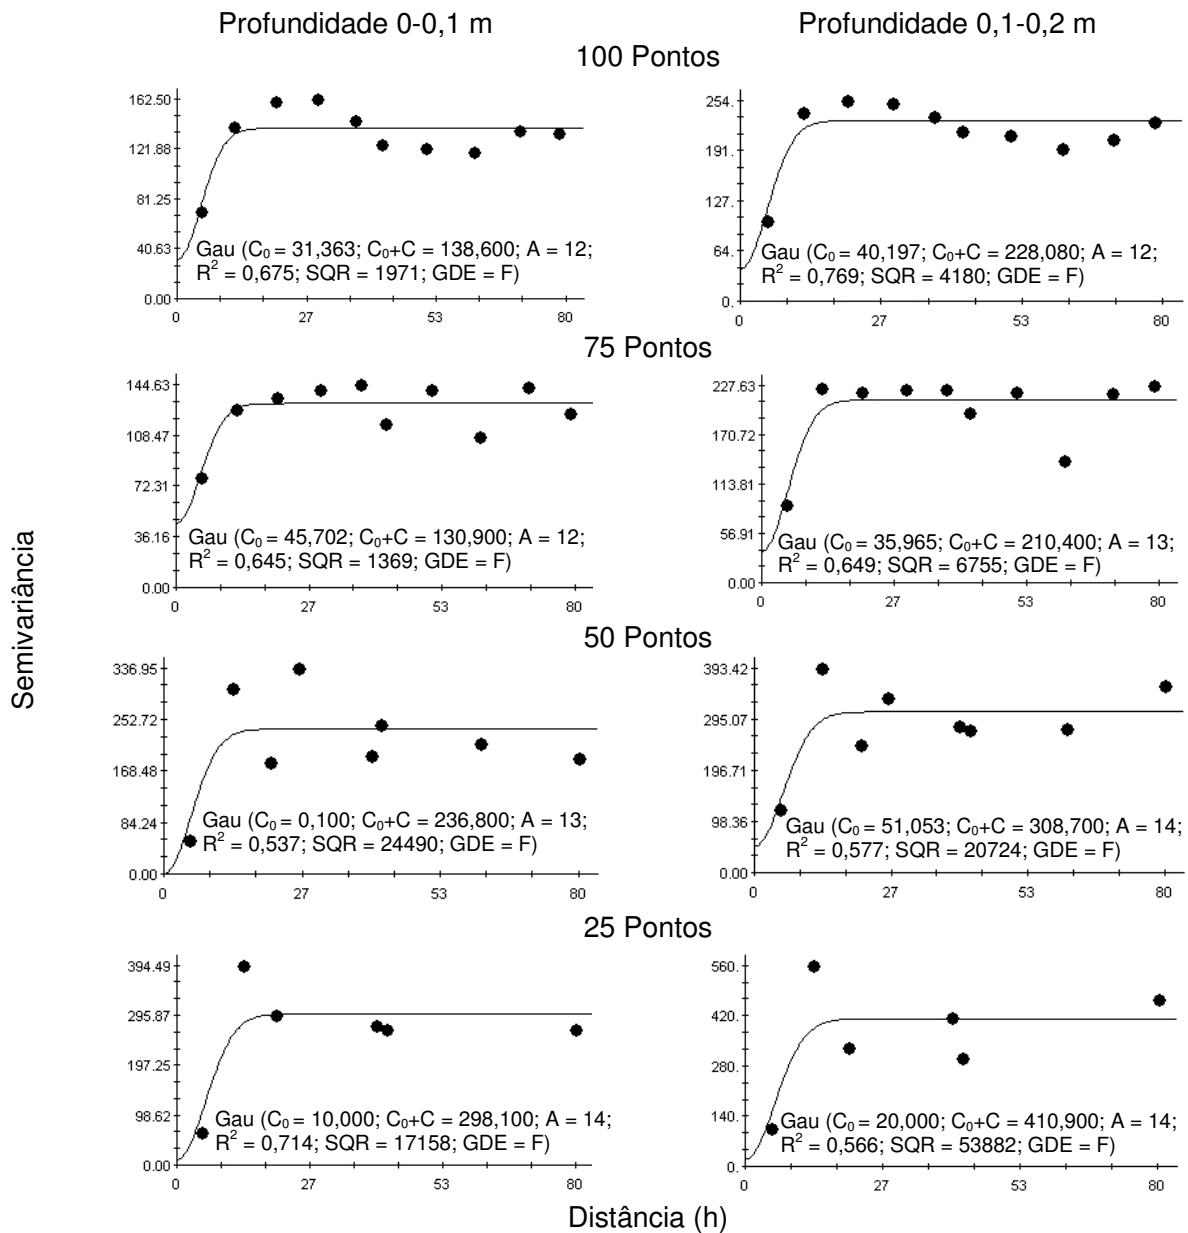 Profundidade 0-0,1 m
Profundidade 0,1-0,2 m
100 Pontos
162.50
121.88
81.25
40.63
0.00
Gau (C₀ = 31,363; C₀+C = 138,600; A = 12;
R² = 0,675; SQR = 1971; GDE = F)
0 27 53 80
254.
191.
127.
64.
0.
Gau (C₀ = 40,197; C₀+C = 228,080; A = 12;
R² = 0,769; SQR = 4180; GDE = F)
0 27 53 80
75 Pontos
144.63
108.47
72.31
36.16
0.00
Gau (C₀ = 45,702; C₀+C = 130,900; A = 12;
R² = 0,645; SQR = 1369; GDE = F)
0 27 53 80
227.63
170.72
113.81
56.91
0.00
Gau (C₀ = 35,965; C₀+C = 210,400; A = 13;
R² = 0,649; SQR = 6755; GDE = F)
0 27 53 80
Semivariância
50 Pontos
336.95
252.72
168.48
84.24
0.00
Gau (C₀ = 0,100; C₀+C = 236,800; A = 13;
R² = 0,537; SQR = 24490; GDE = F)
0 27 53 80
393.42
295.07
196.71
98.36
0.00
Gau (C₀ = 51,053; C₀+C = 308,700; A = 14;
R² = 0,577; SQR = 20724; GDE = F)
0 27 53 80
25 Pontos
394.49
295.87
197.25
98.62
0.00
Gau (C₀ = 10,000; C₀+C = 298,100; A = 14;
R² = 0,714; SQR = 17158; GDE = F)
0 27 53 80
560.
420.
280.
140.
0.
Gau (C₀ = 20,000; C₀+C = 410,900; A = 14;
R² = 0,566; SQR = 53882; GDE = F)
0 27 53 80
Distância (h)